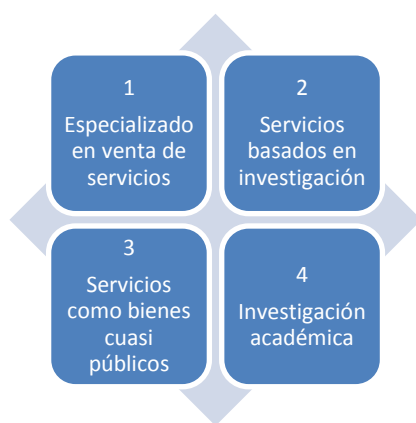 1
Especializado
en venta de
servicios
2
Servicios
basados en
investigación
3
Servicios
como bienes
cuasi
públicos
4
Investigación
académica